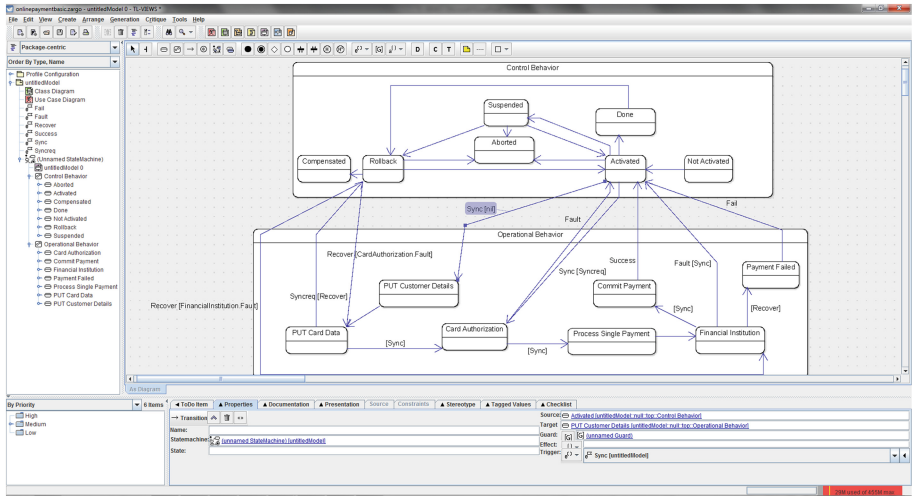 onlinepaymentbasic.zargo - untitledModel 0 - TL-VIEWS *
File Edit View Create Arrange Generation Critique Tools Help
Package-centric
Order By Type, Name
Profile Configuration
untitledModel
Class Diagram
Use Case Diagram
Fail
Fault
Recover
Success
Sync
Syncreq
(Unnamed StateMachine)
untitledModel 0
Control Behavior
Aborted
Activated
Compensated
Done
Not Activated
Rollback
Suspended
Operational Behavior
Card Authorization
Commit Payment
Financial Institution
Payment Failed
Process Single Payment
PUT Card Data
PUT Customer Details
D C T
Control Behavior
Suspended
Done
Aborted
Compensated
Rollback
Activated
Not Activated
Sync [nil]
Fail
Fault
Operational Behavior
Recover [CardAuthorization.Fault]
Success
Fault [Sync]
Sync [Syncreq]
Payment Failed
PUT Customer Details
Commit Payment
Syncreq [Recover]
Recover [FinancialInstitution.Fault]
[Sync]
[Recover]
PUT Card Data
Card Authorization
Process Single Payment
Financial Institution
[Sync]
[Sync]
As Diagram
By Priority
6 Items
High
Medium
Low
ToDo Item
Properties
Documentation
Presentation
Source
Constraints
Stereotype
Tagged Values
Checklist
Transition
Name:
Statemachine:
(unnamed StateMachine) [untitledModel]
State:
Source:
Activated [untitledModel::null:top::Control Behavior]
Target
PUT Customer Details [untitledModel::null:top::Operational Behavior]
Guard:
[G]
[G (unnamed Guard)
Effect:
Trigger:
Sync [untitledModel]